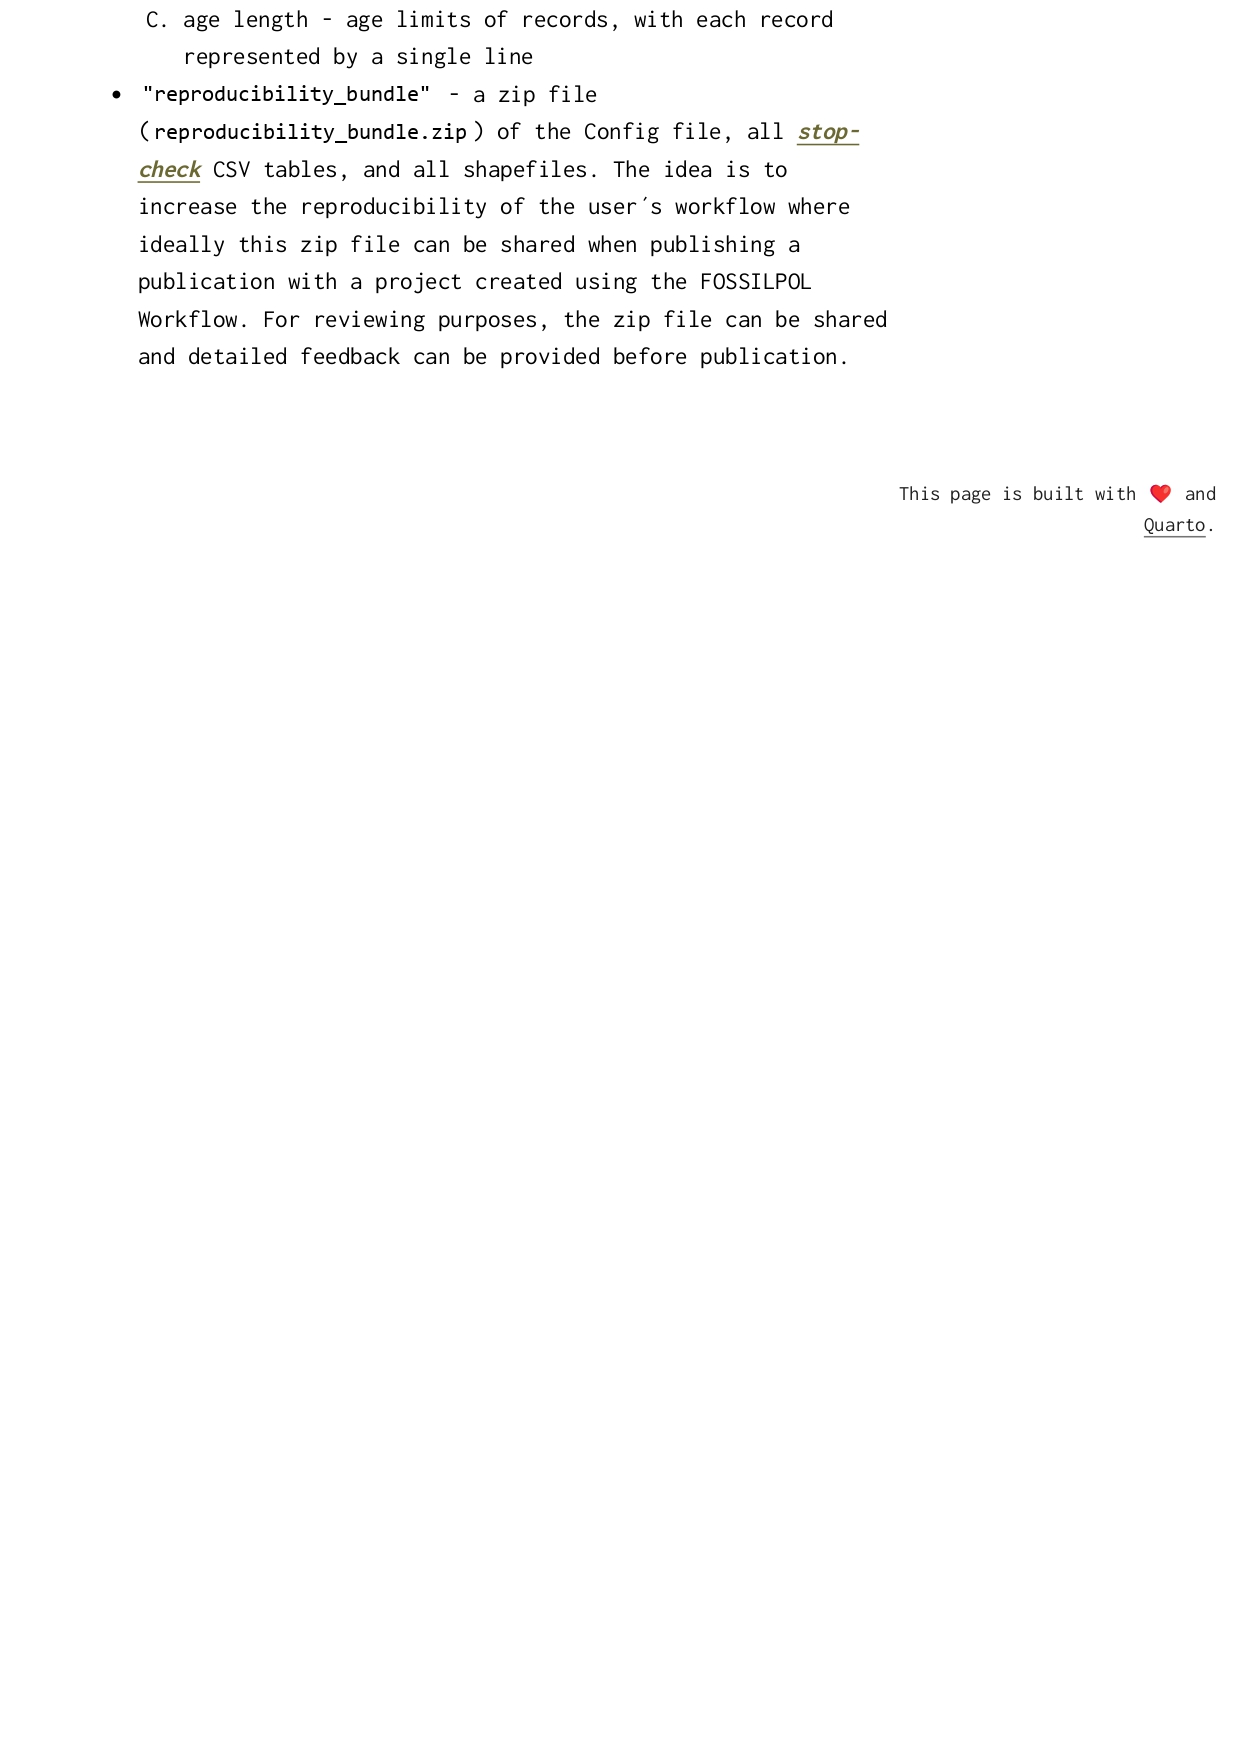 C. age length - age limits of records, with each record
represented by a single line
• "reproducibility_bundle" - a zip file
(reproducibility_bundle.zip) of the Config file, all stop-
check CSV tables, and all shapefiles. The idea is to
increase the reproducibility of the user´s workflow where
ideally this zip file can be shared when publishing a
publication with a project created using the FOSSILPOL
Workflow. For reviewing purposes, the zip file can be shared
and detailed feedback can be provided before publication.
This page is built with ❤️ and
Quarto.